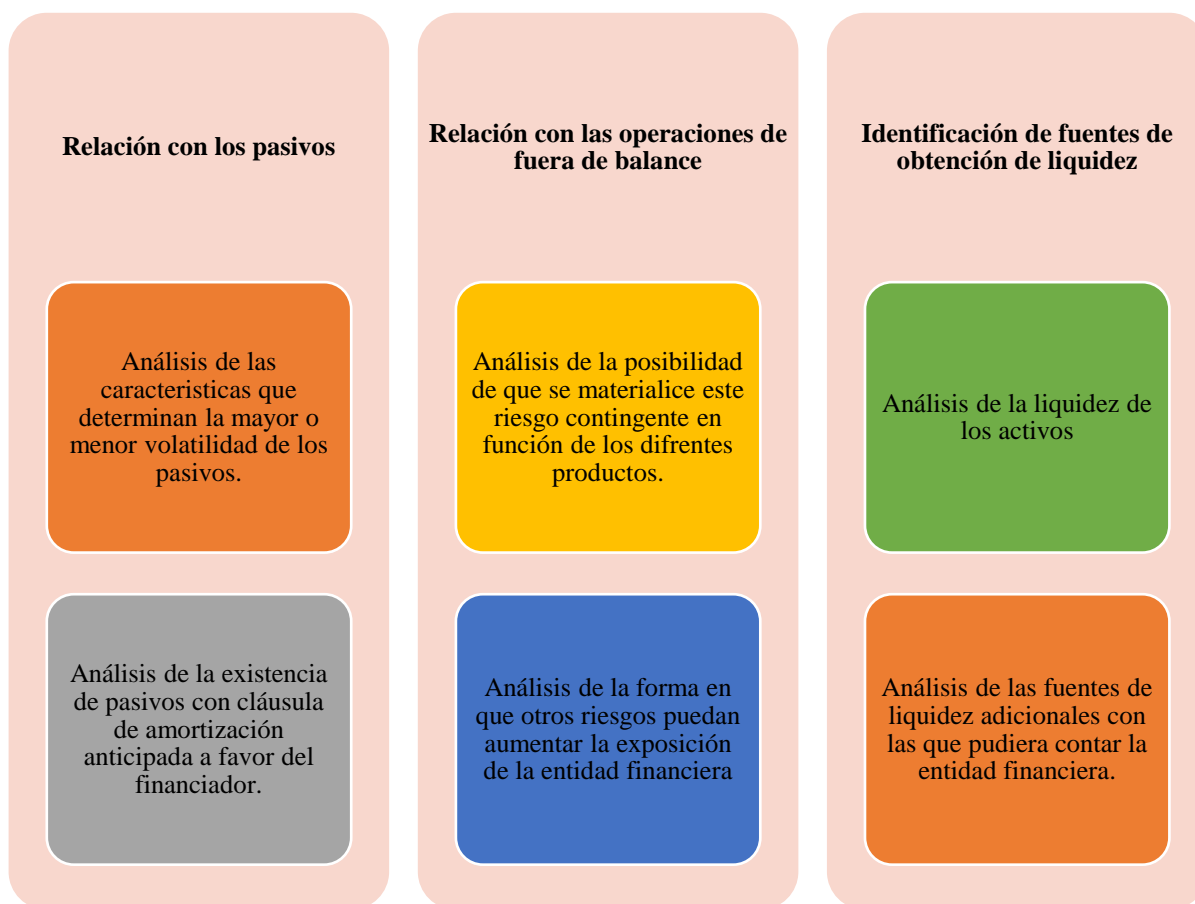 Relación con los pasivos
Análisis de las
caracteristicas que
determinan la mayor o
menor volatilidad de los
pasivos.
Análisis de la existencia
de pasivos con cláusula
de amortización
anticipada a favor del
financiador.
Relación con las operaciones de
fuera de balance
Análisis de la posibilidad
de que se materialice este
riesgo contingente en
función de los difrentes
productos.
Análisis de la forma en
que otros riesgos puedan
aumentar la exposición
de la entidad financiera
Identificación de fuentes de
obtención de liquidez
Análisis de la liquidez de
los activos
Análisis de las fuentes de
liquidez adicionales con
las que pudiera contar la
entidad financiera.